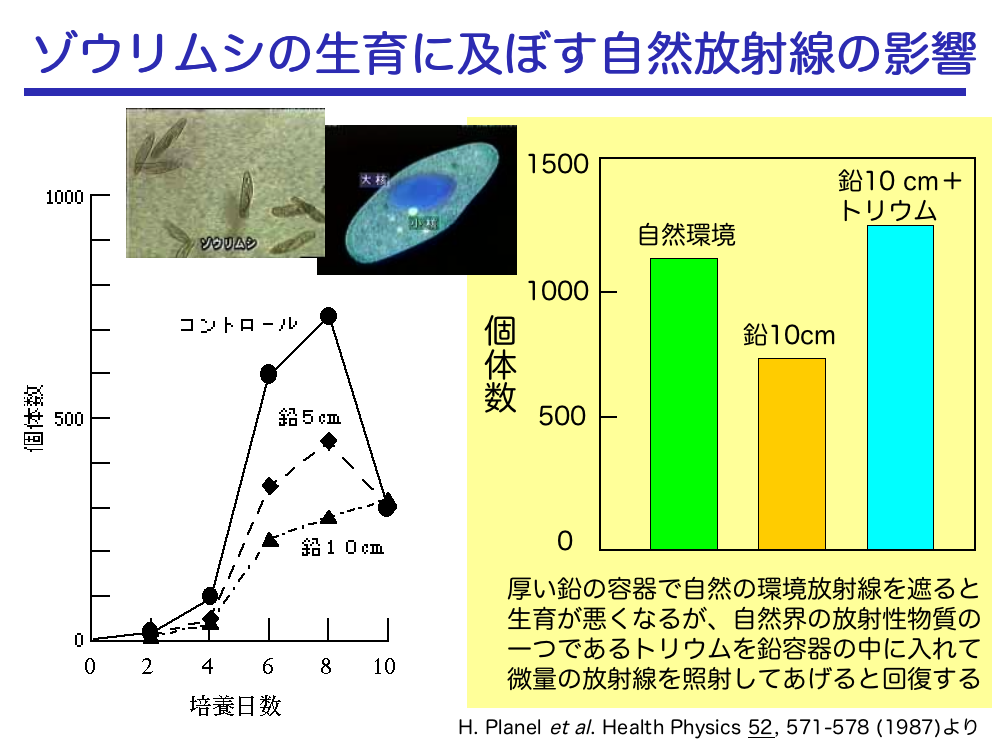 ゾウリムシの生育に及ぼす自然放射線の影響
ゾウリムシ
大核
小核
1000
500
0
個体数
コントロール
鉛5cm
鉛10cm
0 2 4 6 8 10
培養日数
1500
1000
500
0
個体数
自然環境
鉛10cm
鉛10 cm＋
トリウム
厚い鉛の容器で自然の環境放射線を遮ると
生育が悪くなるが、自然界の放射性物質の
一つであるトリウムを鉛容器の中に入れて
微量の放射線を照射してあげると回復する
H. Planel et al. Health Physics 52, 571-578 (1987)より